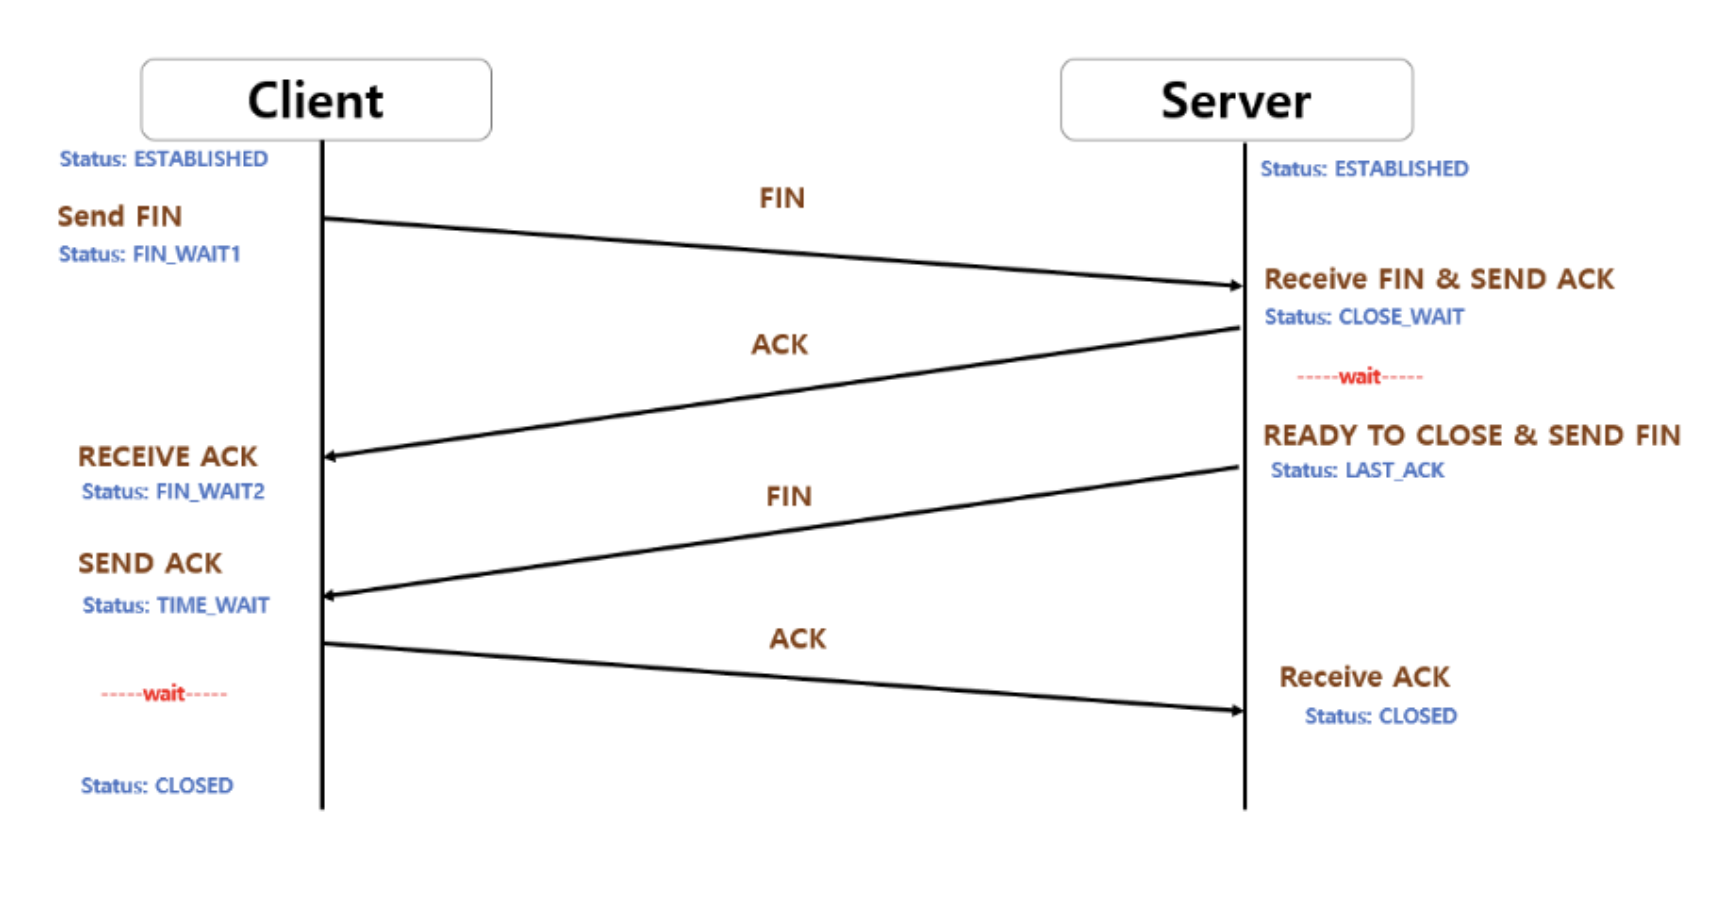 Client
Server
Status: ESTABLISHED
Status: ESTABLISHED
FIN
Send FIN
Status: FIN_WAIT1
Receive FIN & SEND ACK
Status: CLOSE_WAIT
ACK
-----wait-----
READY TO CLOSE & SEND FIN
Status: LAST_ACK
RECEIVE ACK
Status: FIN_WAIT2
FIN
SEND ACK
Status: TIME_WAIT
ACK
Receive ACK
Status: CLOSED
-----wait-----
Status: CLOSED